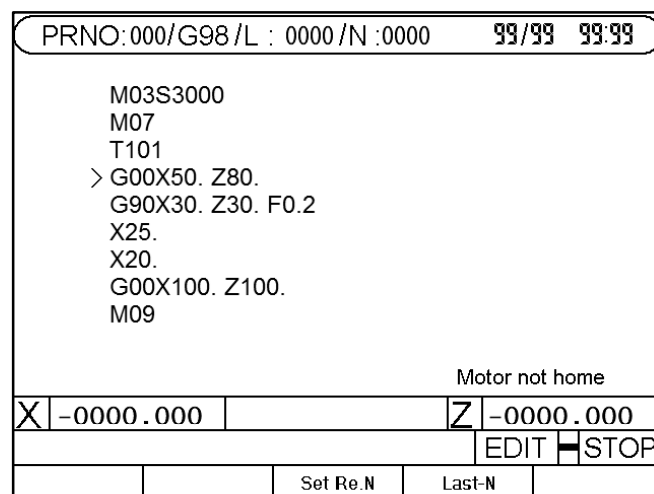 PRNO:000/G98/L : 0000/N :0000 99/99 99:99
M03S3000
M07
T101
> G00X50. Z80.
G90X30. Z30. F0.2
X25.
X20.
G00X100. Z100.
M09
Motor not home
X -0000.000 Z -0000.000
EDIT -STOP
Set Re.N Last-N